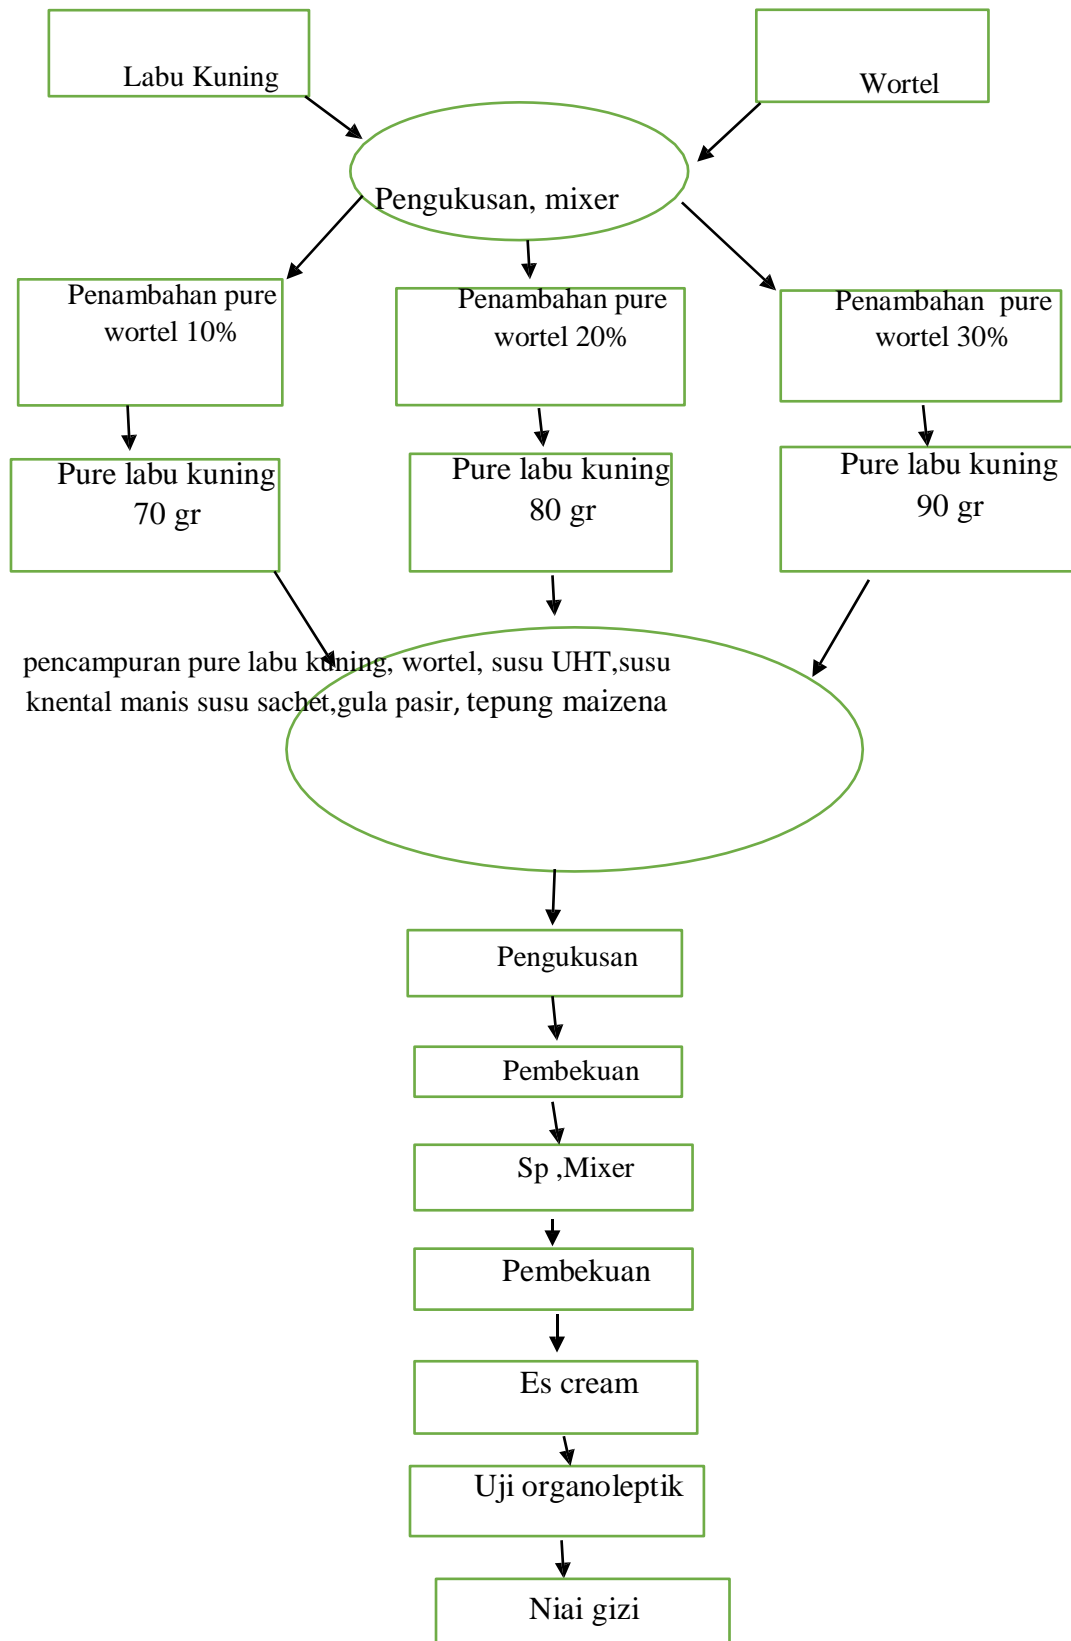 Labu Kuning
Wortel
Pengukusan, mixer
Penambahan pure
wortel 10%
Penambahan pure
wortel 20%
Penambahan pure
wortel 30%
Pure labu kuning
70 gr
Pure labu kuning
80 gr
Pure labu kuning
90 gr
pencampuran pure labu kuning, wortel, susu UHT,susu
knental manis susu sachet,gula pasir, tepung maizena
Pengukusan
Pembekuan
Sp ,Mixer
Pembekuan
Es cream
Uji organoleptik
Niai gizi